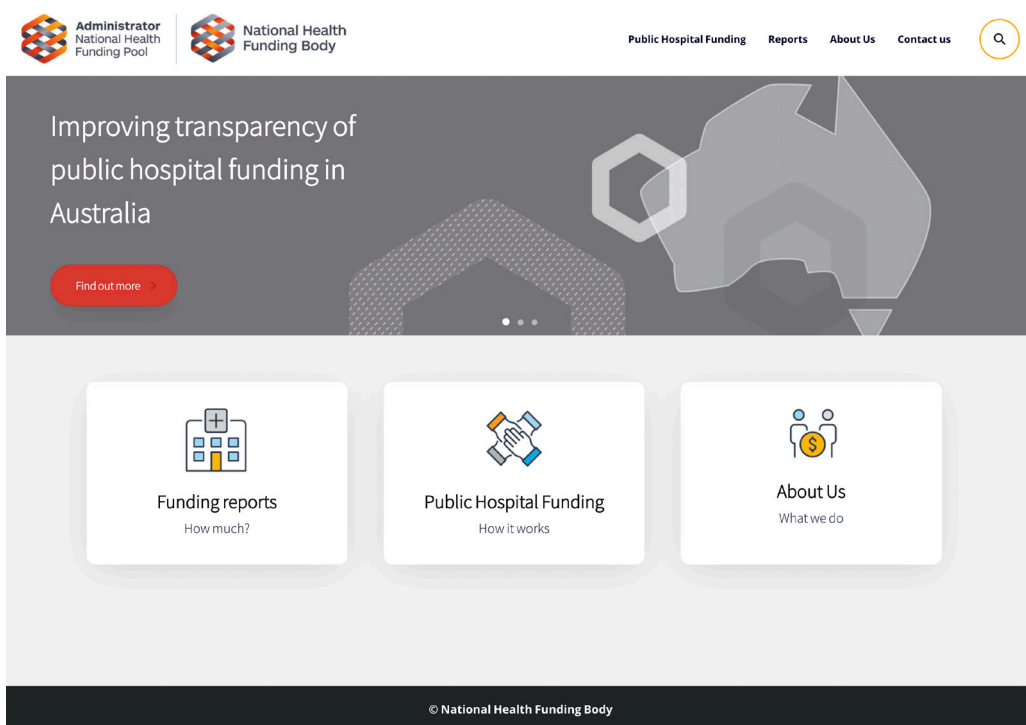 Administrator
National Health
Funding Pool
National Health
Funding Body
Public Hospital Funding Reports About Us Contact us
Improving transparency of
public hospital funding in
Australia
Find out more
$
Funding reports
How much?
Public Hospital Funding
How it works
About Us
What we do
© National Health Funding Body